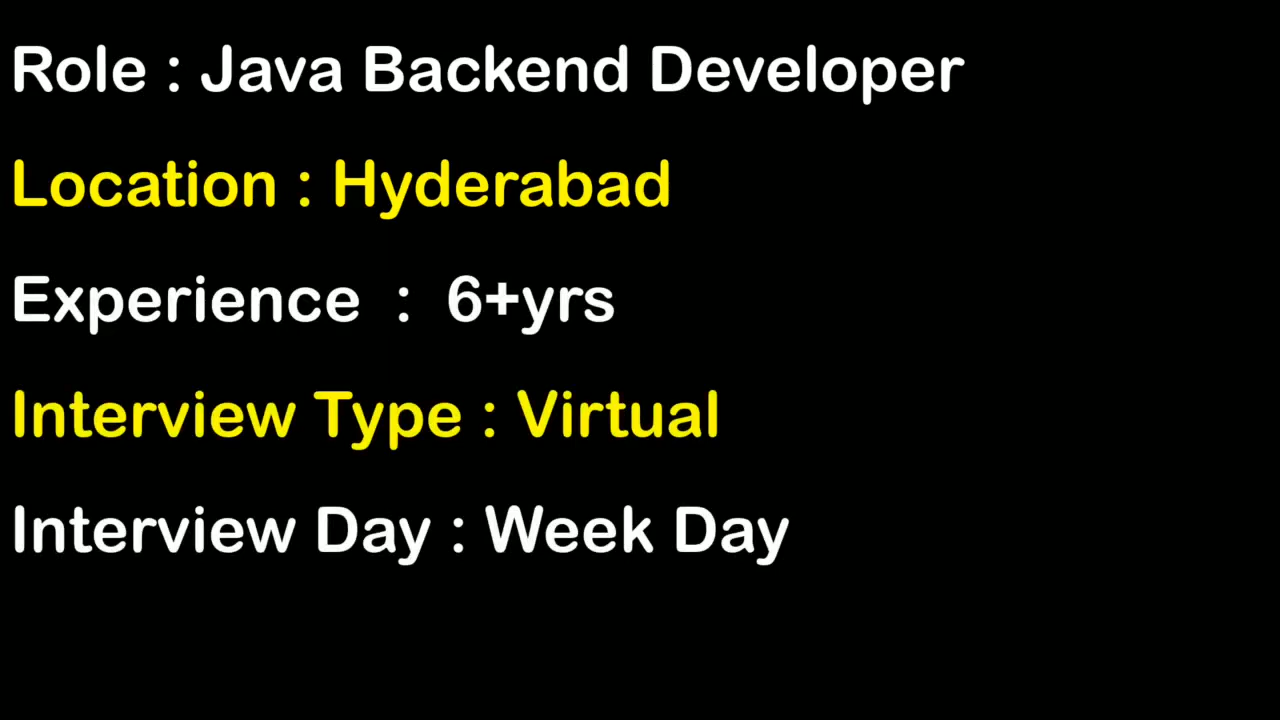 Role : Java Backend Developer
Location : Hyderabad
Experience  :  6+yrs
Interview Type : Virtual
Interview Day : Week Day